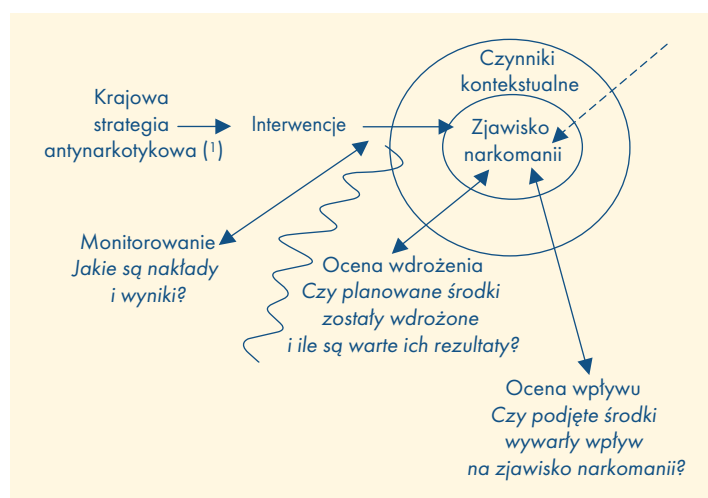 Czynniki
kontekstualne
Krajowa
strategia
antynarkotykowa (¹)
Interwencje
Zjawisko
narkomanii
Monitorowanie
Jakie są nakłady
i wyniki?
Ocena wdrożenia
Czy planowane środki
zostały wdrożone
i ile są warte ich rezultaty?
Ocena wpływu
Czy podjęte środki
wywarły wpływ
na zjawisko narkomanii?